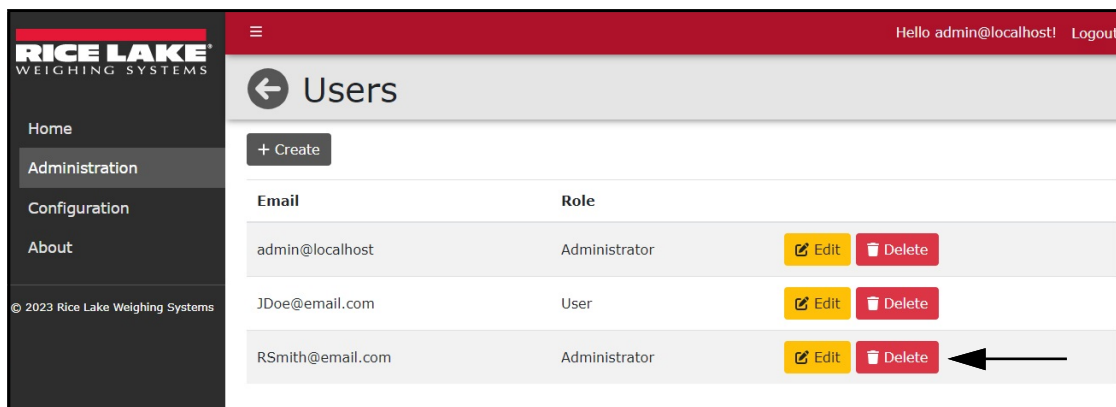 RICE LAKE®
WEIGHING SYSTEMS
Home
Administration
Configuration
About
© 2023 Rice Lake Weighing Systems
Hello admin@localhost! Logout
Users
+ Create
Email Role
admin@localhost Administrator Edit Delete
JDoe@email.com User Edit Delete
RSmith@email.com Administrator Edit Delete